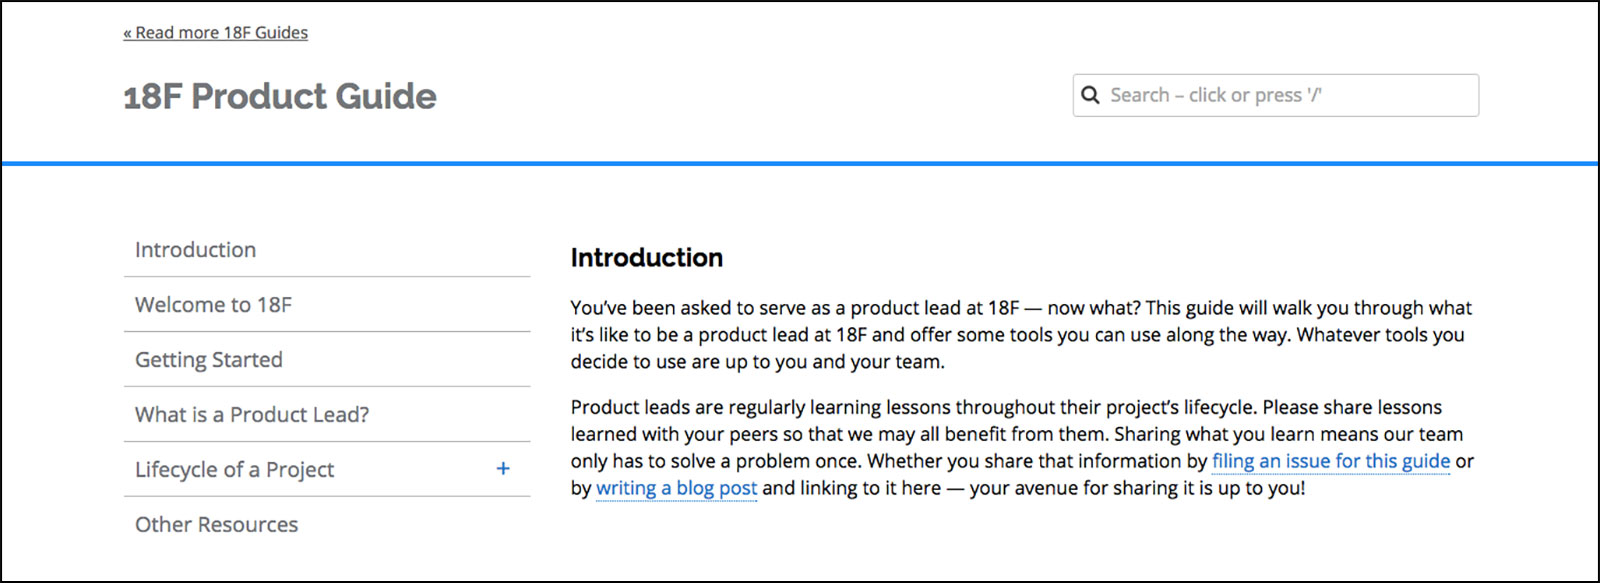 « Read more 18F Guides
18F Product Guide
Search – click or press '/'
Introduction
Welcome to 18F
Getting Started
What is a Product Lead?
Lifecycle of a Project +
Other Resources
Introduction
You’ve been asked to serve as a product lead at 18F — now what? This guide will walk you through what
it’s like to be a product lead at 18F and offer some tools you can use along the way. Whatever tools you
decide to use are up to you and your team.
Product leads are regularly learning lessons throughout their project’s lifecycle. Please share lessons
learned with your peers so that we may all benefit from them. Sharing what you learn means our team
only has to solve a problem once. Whether you share that information by filing an issue for this guide or
by writing a blog post and linking to it here — your avenue for sharing it is up to you!